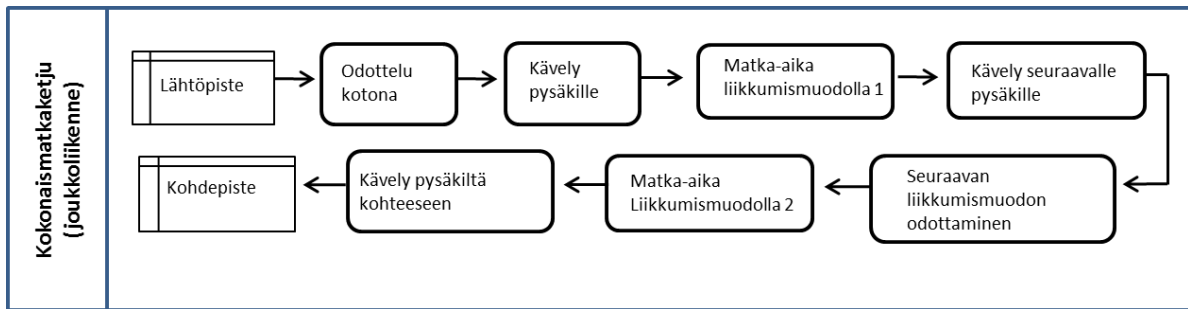 Kokonaismatkaketju
(joukkoliikenne)
Lähtöpiste
Odottelu
kotona
Kävely
pysäkille
Matka-aika
liikkumismuodolla 1
Kävely seuraavalle
pysäkille
Seuraavan
liikkumismuodon
odottaminen
Matka-aika
Liikkumismuodolla 2
Kävely pysäkiltä
kohteeseen
Kohdepiste